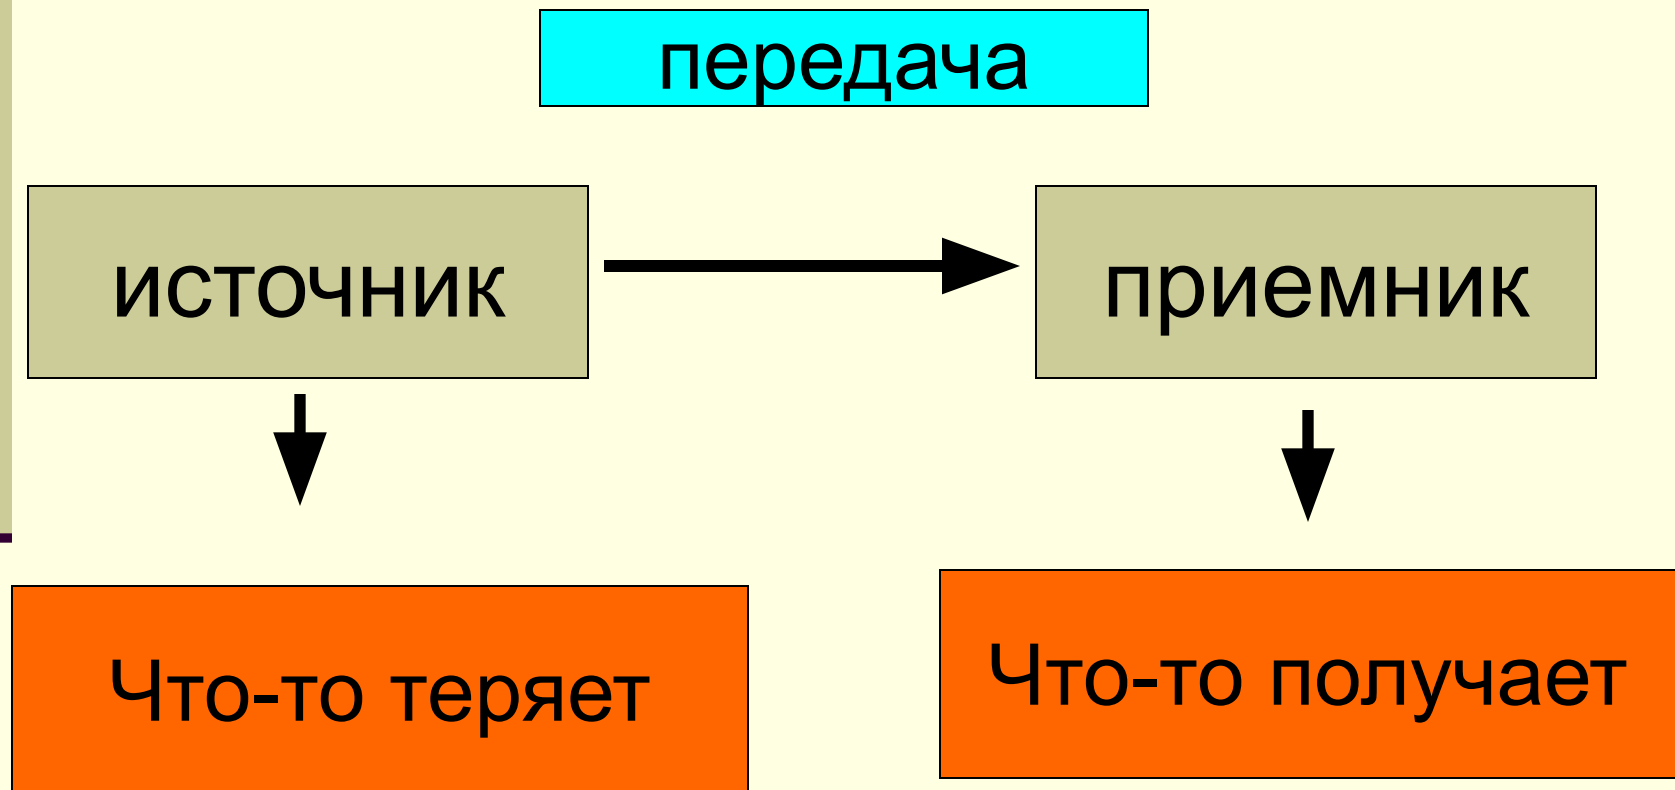 передача
источник
приемник
Что-то теряет
Что-то получает